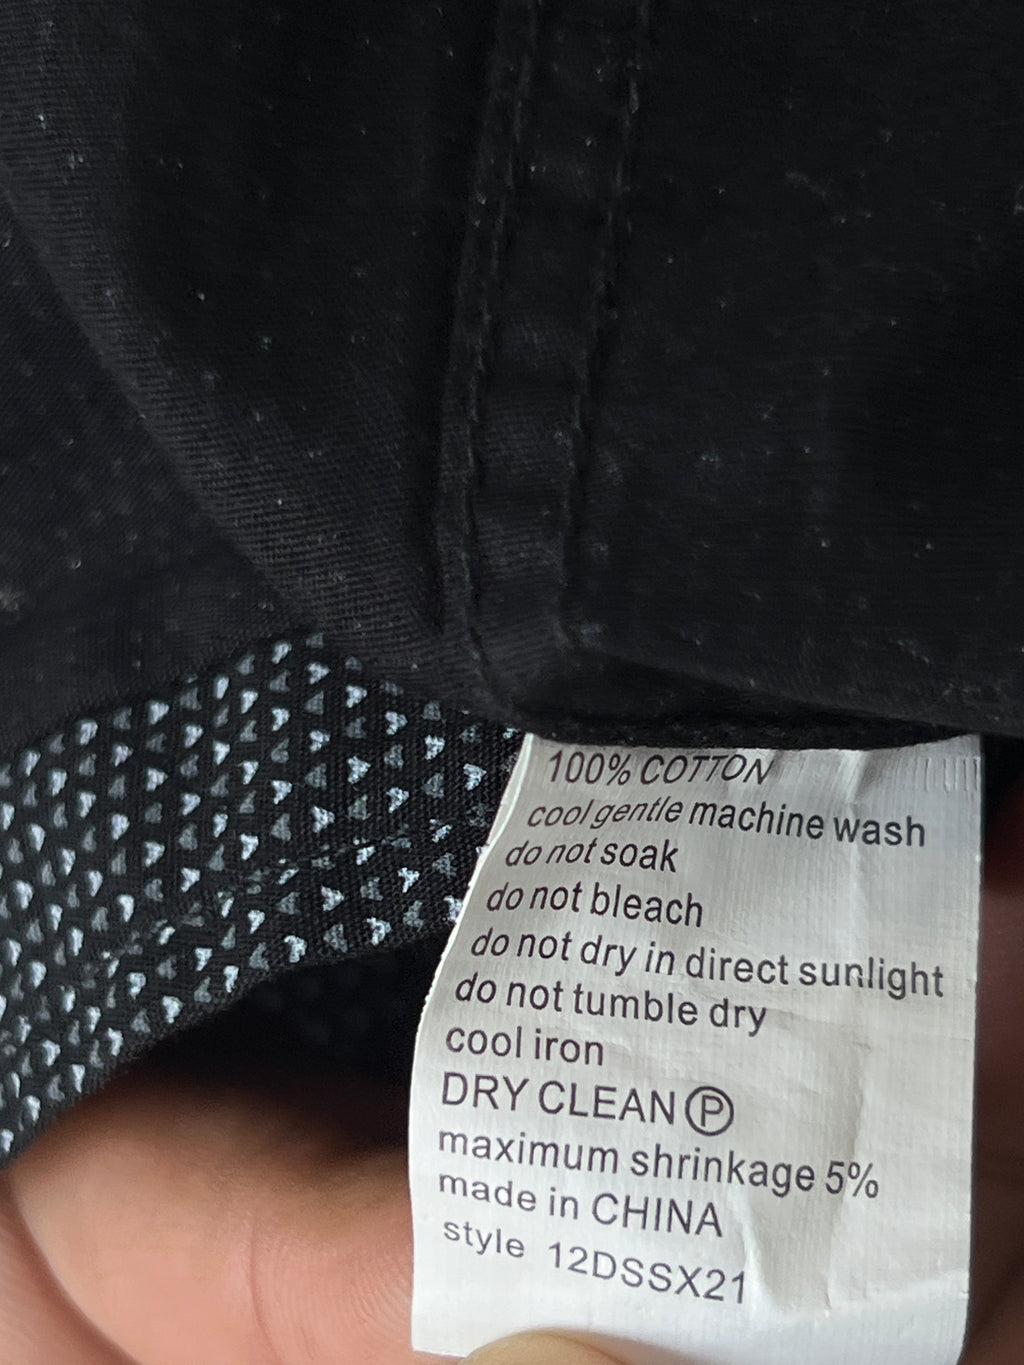 100% COTTON
cool gentle machine wash
do not soak
do not bleach
do not dry in direct sunlight
do not tumble dry
cool iron
DRY CLEAN Ⓟ
maximum shrinkage 5%
made in CHINA
style 12DSSX21